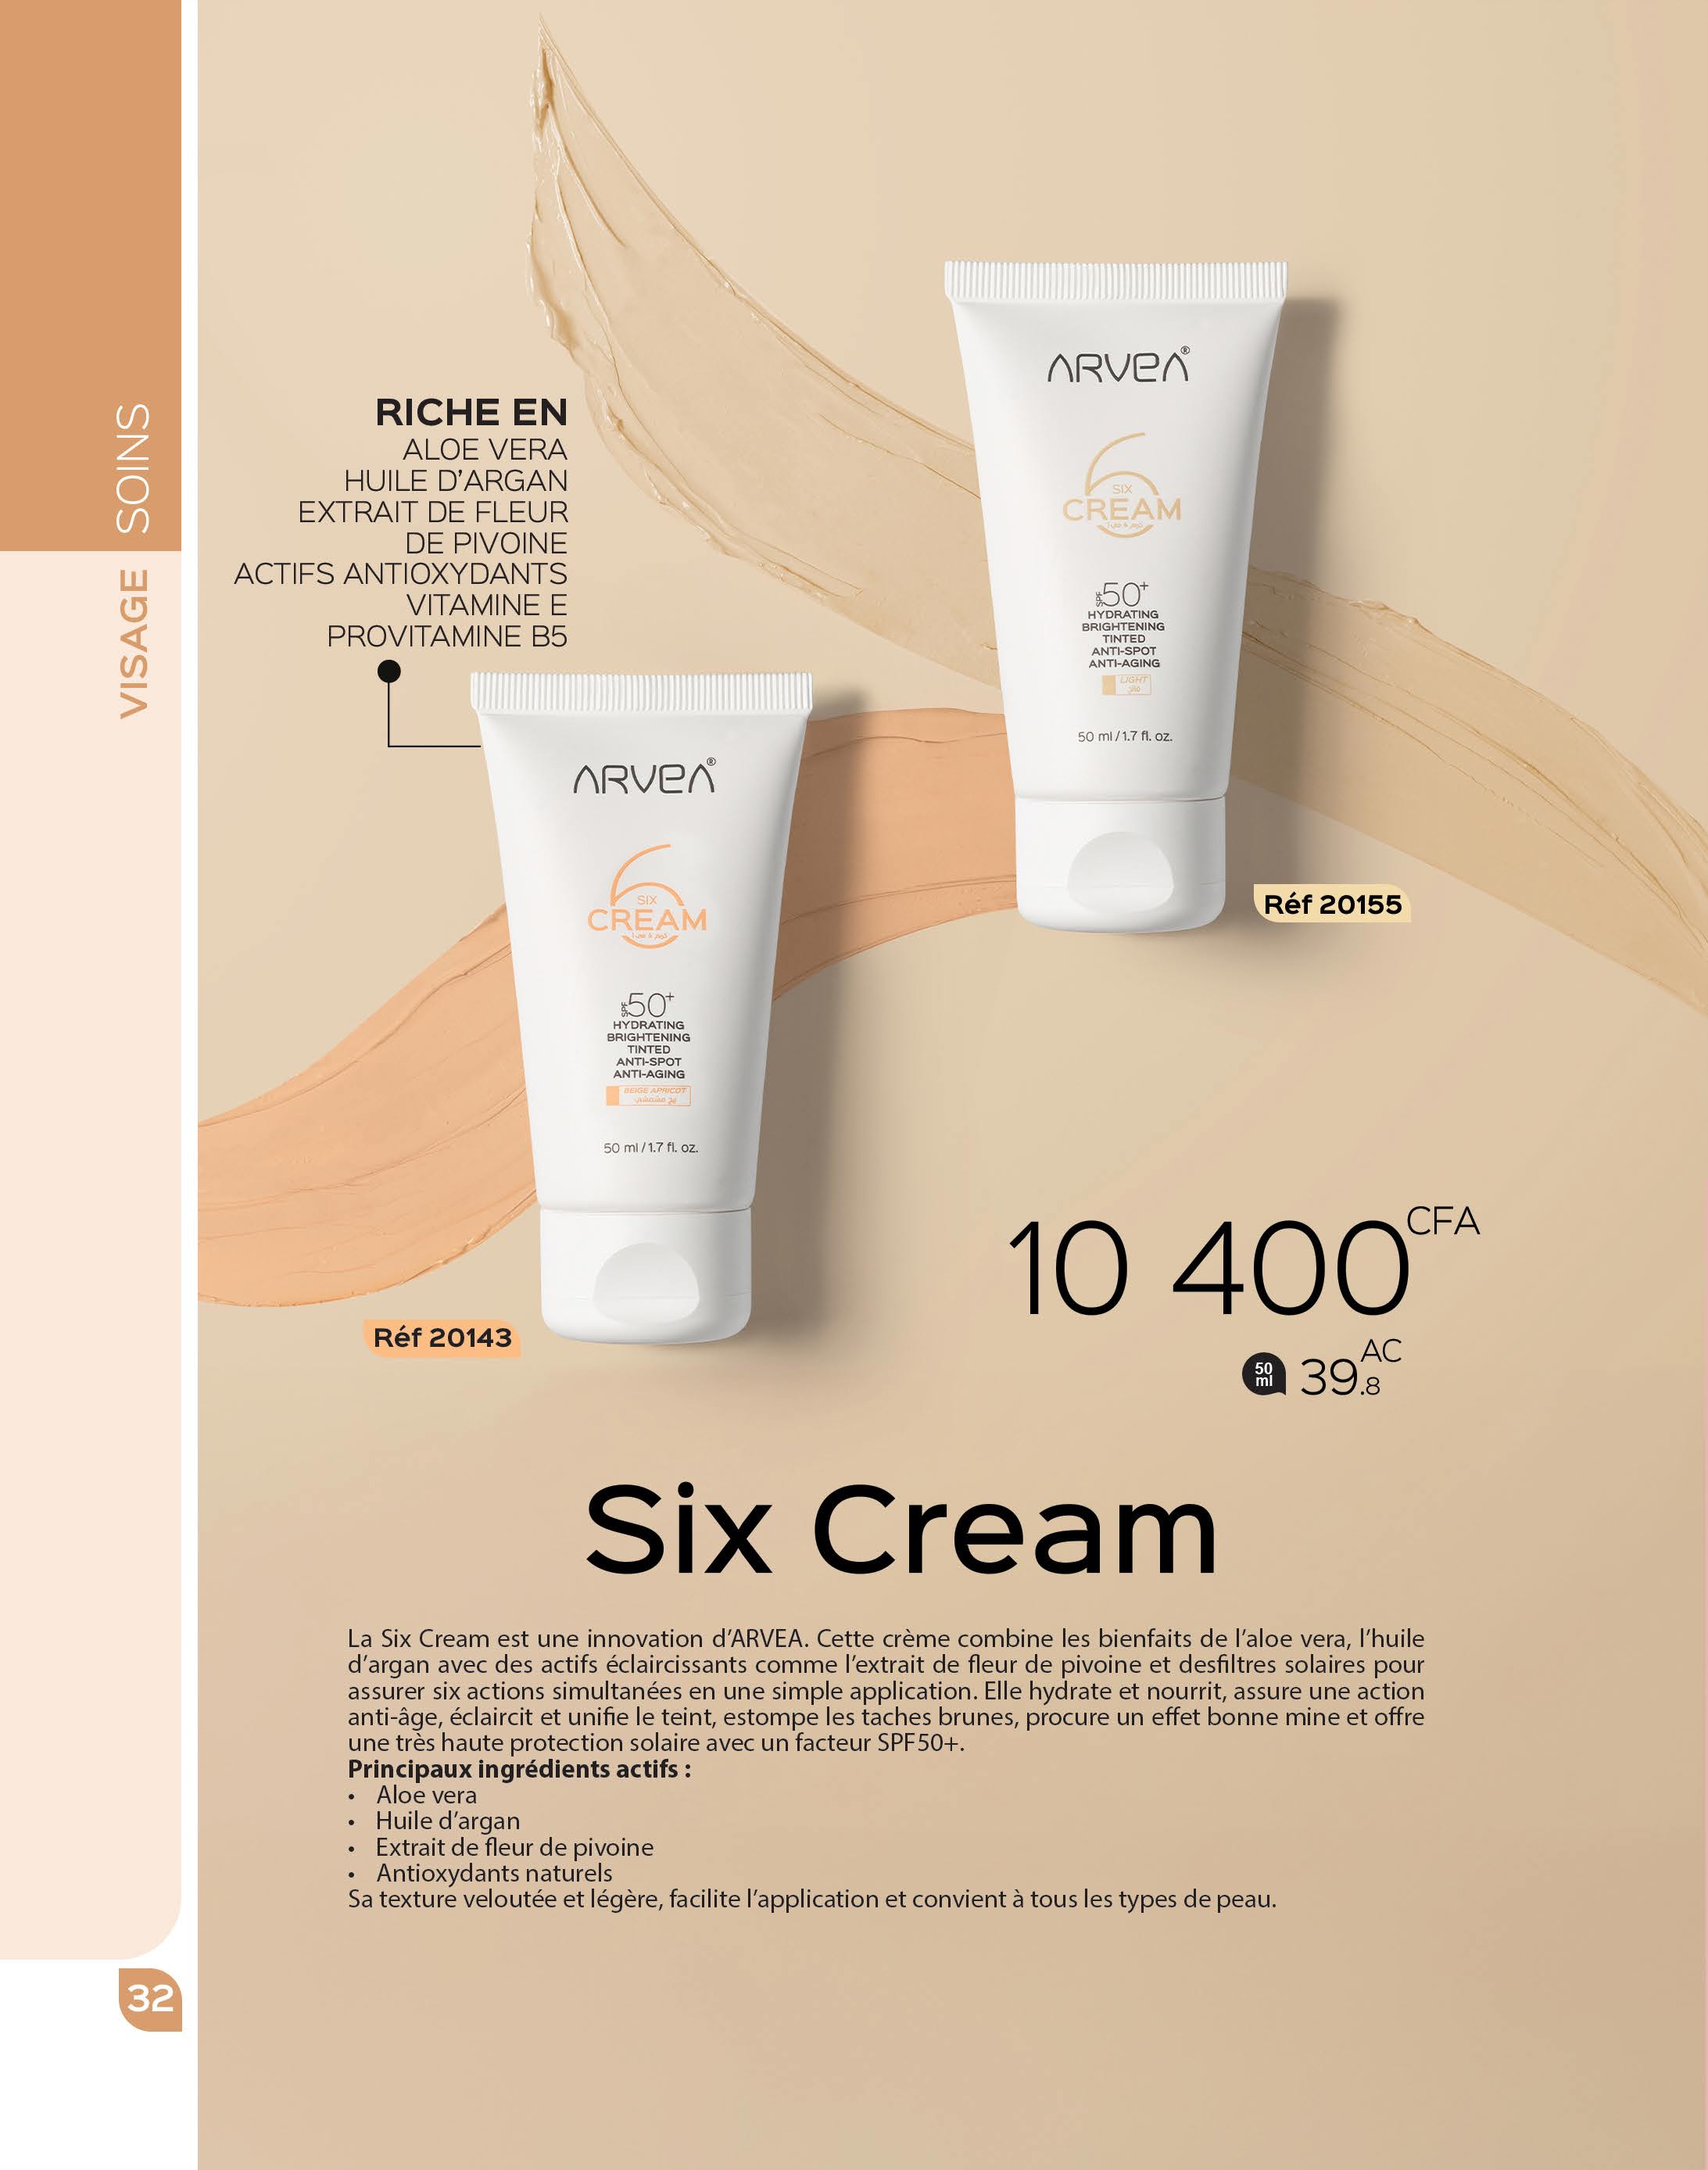 SOINS
VISAGE
RICHE EN
ALOE VERA
HUILE D'ARGAN
EXTRAIT DE FLEUR
DE PIVOINE
ACTIFS ANTIOXYDANTS
VITAMINE E
PROVITAMINE B5
ARVEA®
6
SIX
CREAM
SPF 50+
HYDRATING
BRIGHTENING
TINTED
ANTI-SPOT
ANTI-AGING
LIGHT
فاتح
50 ml / 1.7 fl. oz.
Réf 20155
ARVEA®
6
SIX
CREAM
SPF 50+
HYDRATING
BRIGHTENING
TINTED
ANTI-SPOT
ANTI-AGING
BEIGE APRICOT
بيج مشمشي
50 ml / 1.7 fl. oz.
Réf 20143
10 400 CFA
50 ml 39.8 AC
Six Cream
La Six Cream est une innovation d'ARVEA. Cette crème combine les bienfaits de l'aloe vera, l'huile
d'argan avec des actifs éclaircissants comme l'extrait de fleur de pivoine et desfiltres solaires pour
assurer six actions simultanées en une simple application. Elle hydrate et nourrit, assure une action
anti-âge, éclaircit et unifie le teint, estompe les taches brunes, procure un effet bonne mine et offre
une très haute protection solaire avec un facteur SPF50+.
Principaux ingrédients actifs :
• Aloe vera
• Huile d'argan
• Extrait de fleur de pivoine
• Antioxydants naturels
Sa texture veloutée et légère, facilite l'application et convient à tous les types de peau.
32